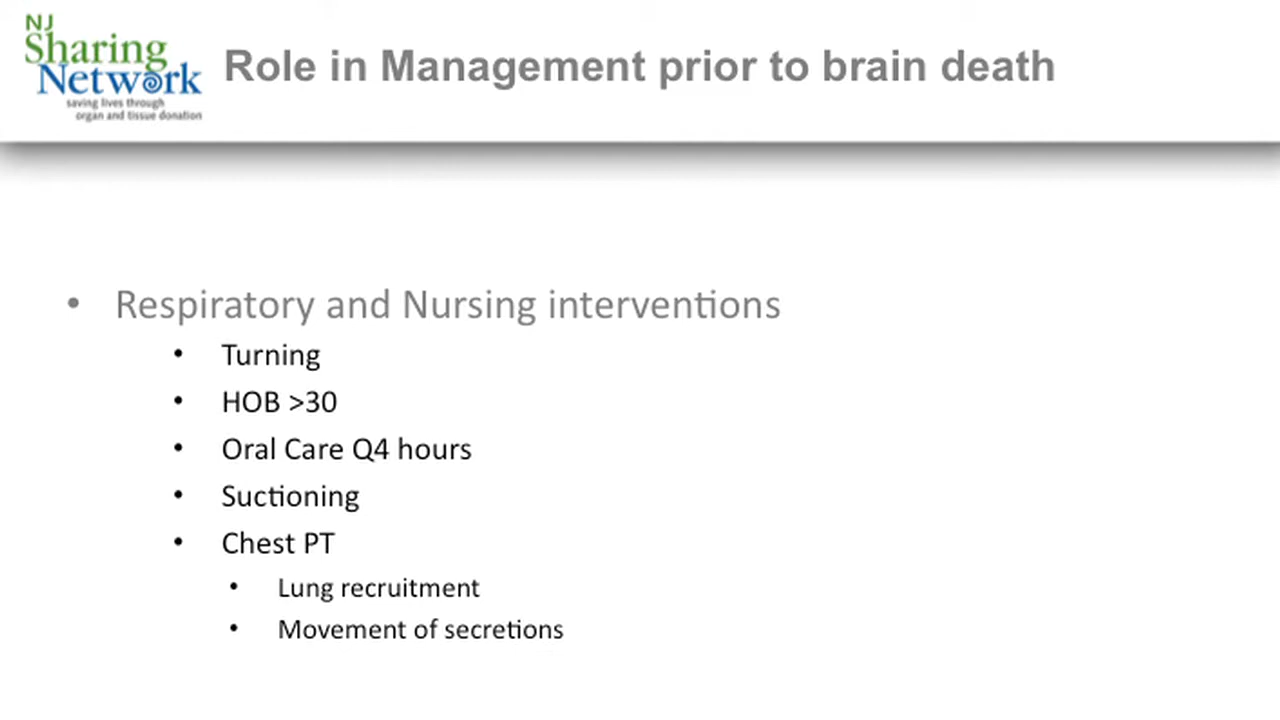 NJ
Sharing
Network
saving lives through
organ and tissue donation
Role in Management prior to brain death
• Respiratory and Nursing interventions
• Turning
• HOB >30
• Oral Care Q4 hours
• Suctioning
• Chest PT
• Lung recruitment
• Movement of secretions